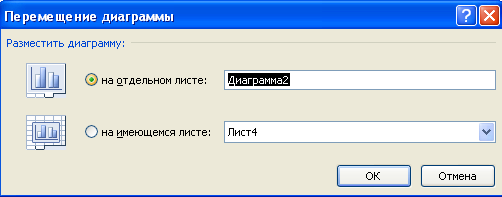 Перемещение диаграммы
Разместить диаграмму:
на отдельном листе: Диаграмма2
на имеющемся листе: Лист4
ОК Отмена